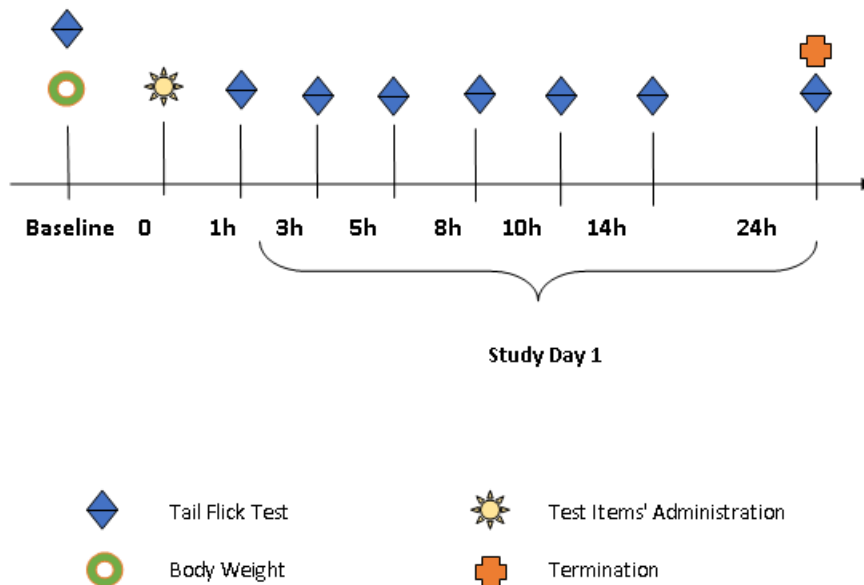 Baseline 0 1h 3h 5h 8h 10h 14h 24h
Study Day 1
Tail Flick Test Test Items' Administration
Body Weight Termination